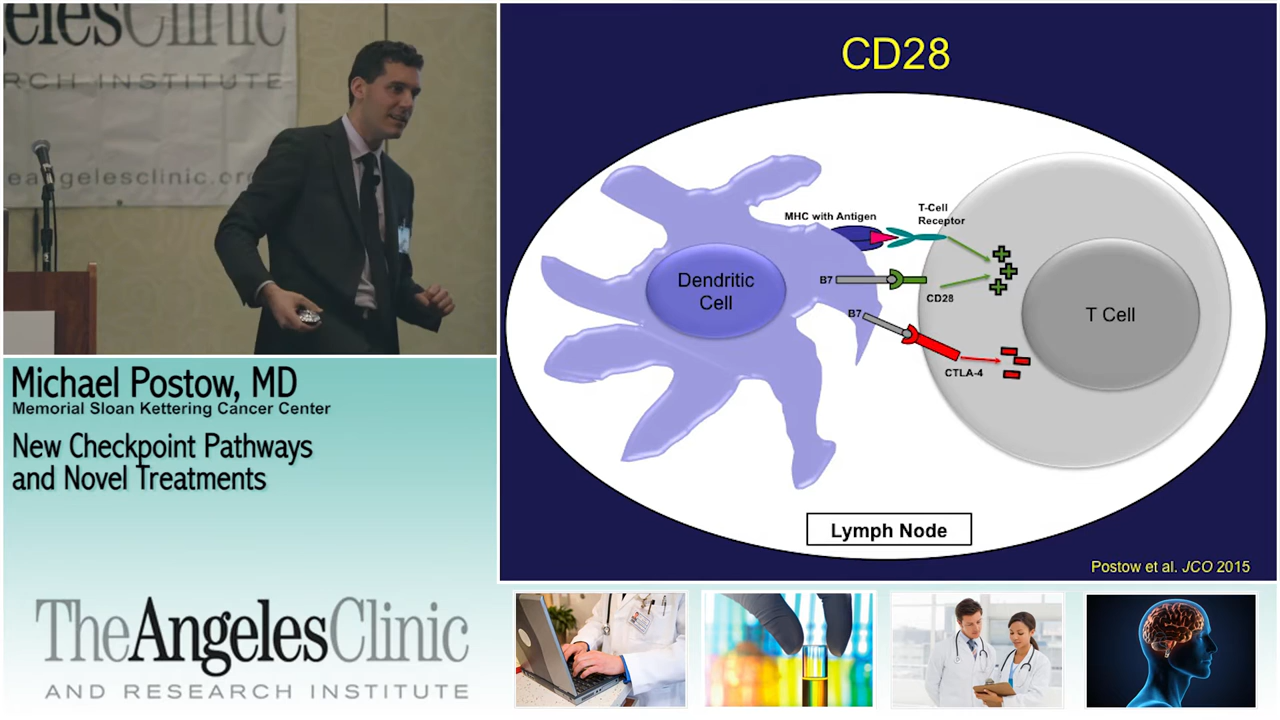 elesClinic
RCH INSTITUTE
eangelesclinic.org
Michael Postow, MD
Memorial Sloan Kettering Cancer Center
New Checkpoint Pathways
and Novel Treatments
TheAngelesClinic
AND RESEARCH INSTITUTE
CD28
MHC with Antigen
T-Cell
Receptor
Dendritic
Cell
B7
CD28
B7
CTLA-4
T Cell
Lymph Node
Postow et al. JCO 2015